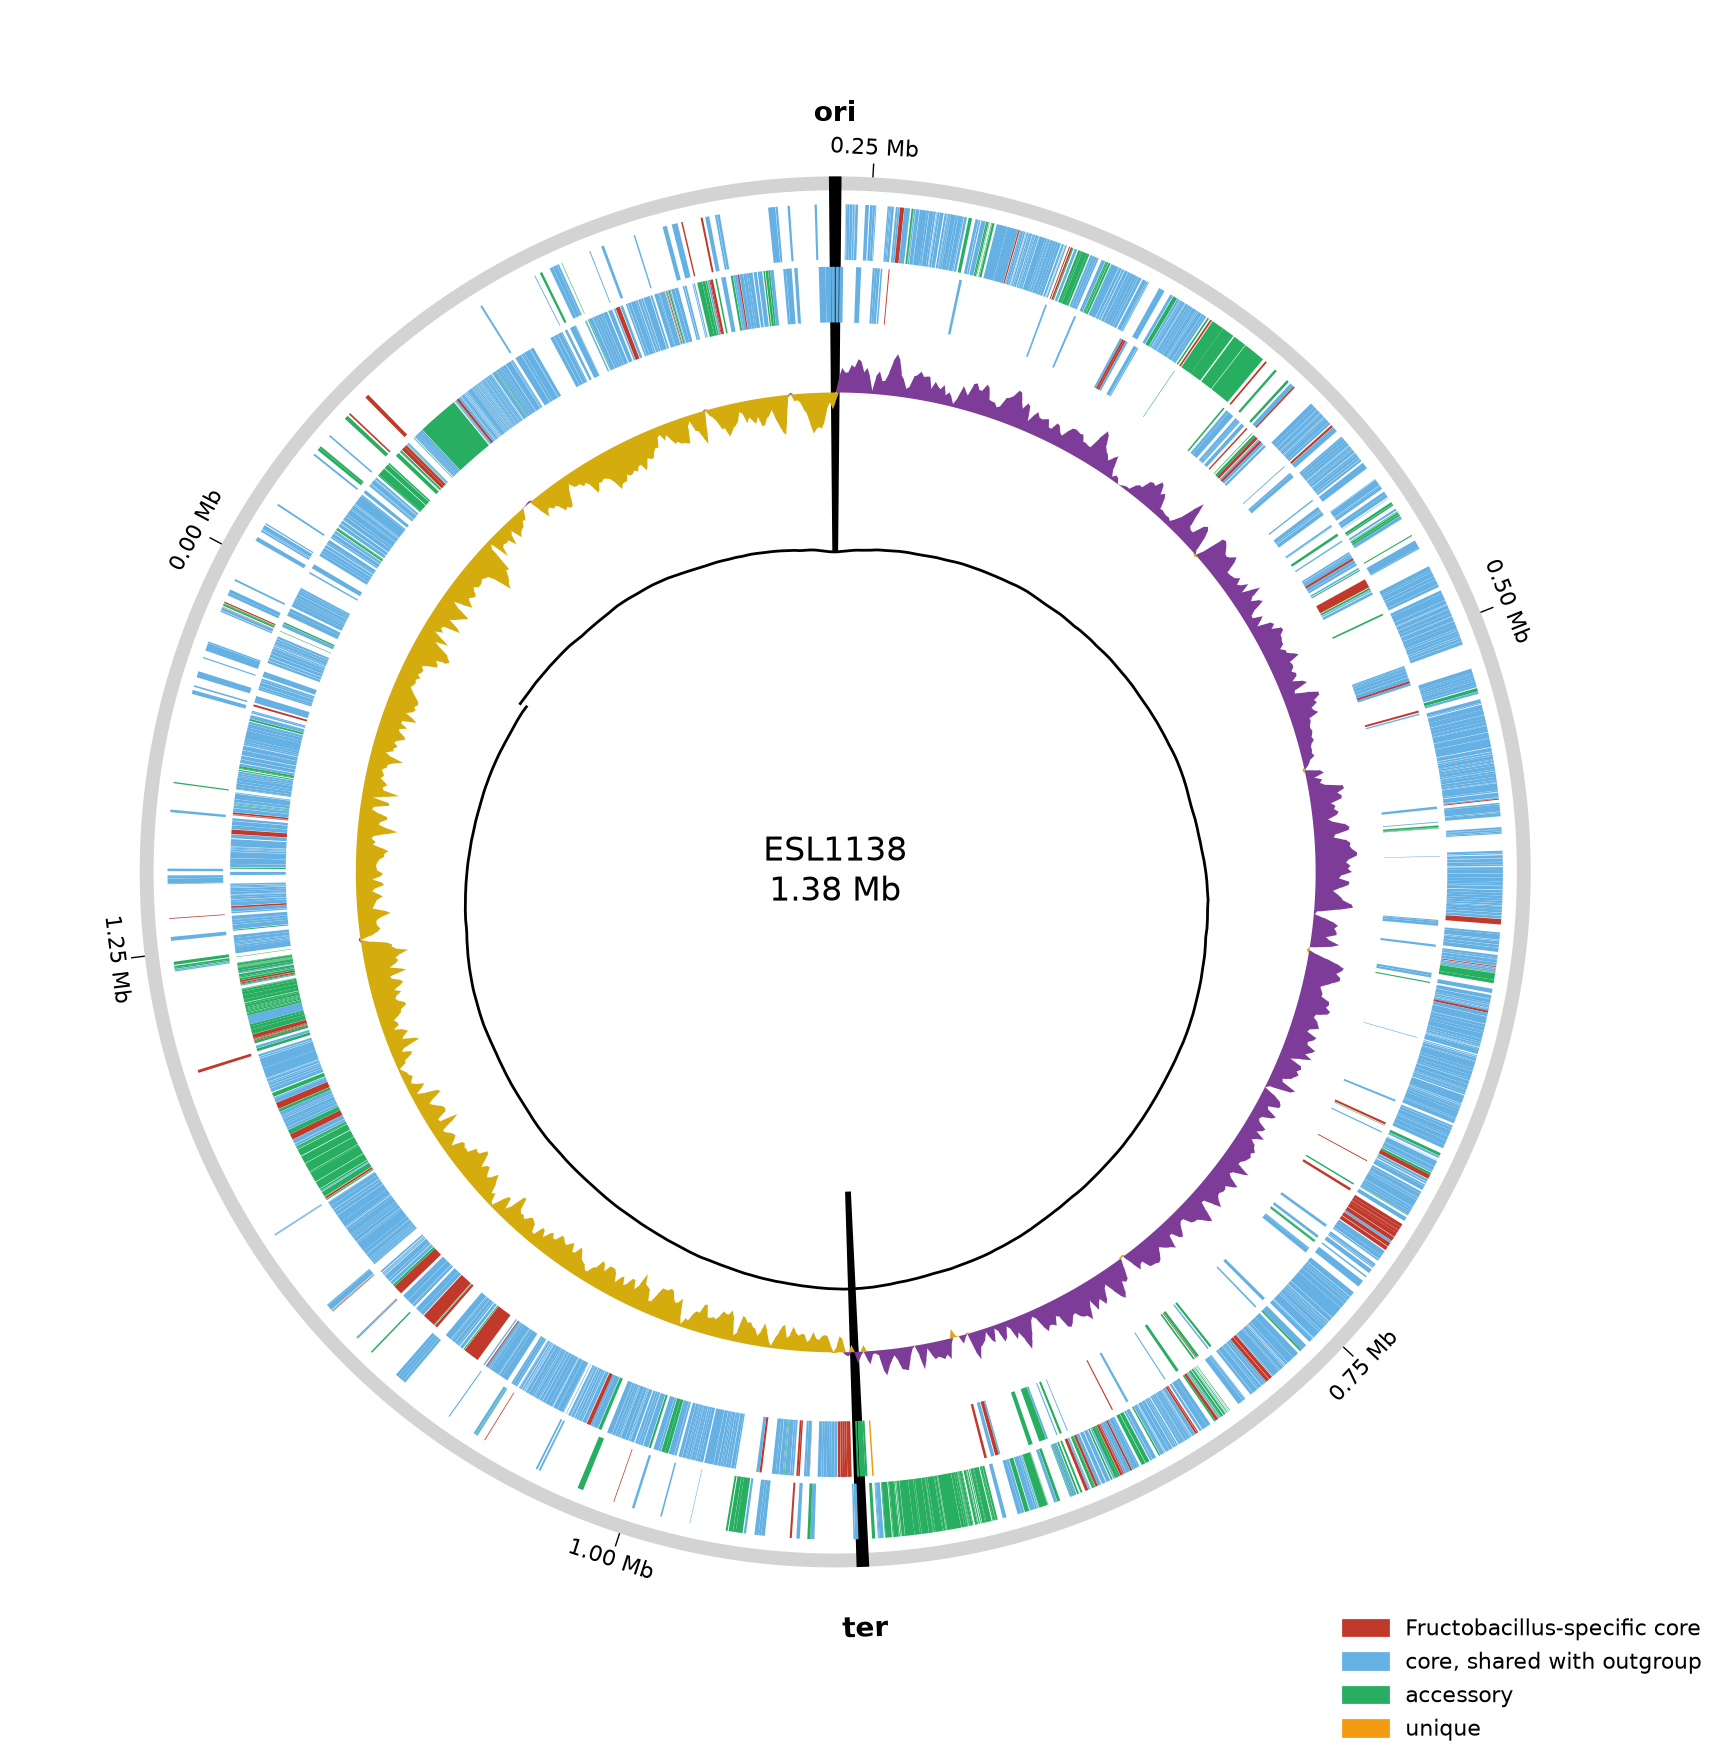 ori
0.25 Mb
0.00 Mb
0.50 Mb
ESL1138
1.38 Mb
1.25 Mb
0.75 Mb
1.00 Mb
ter
Fructobacillus-specific core
core, shared with outgroup
accessory
unique